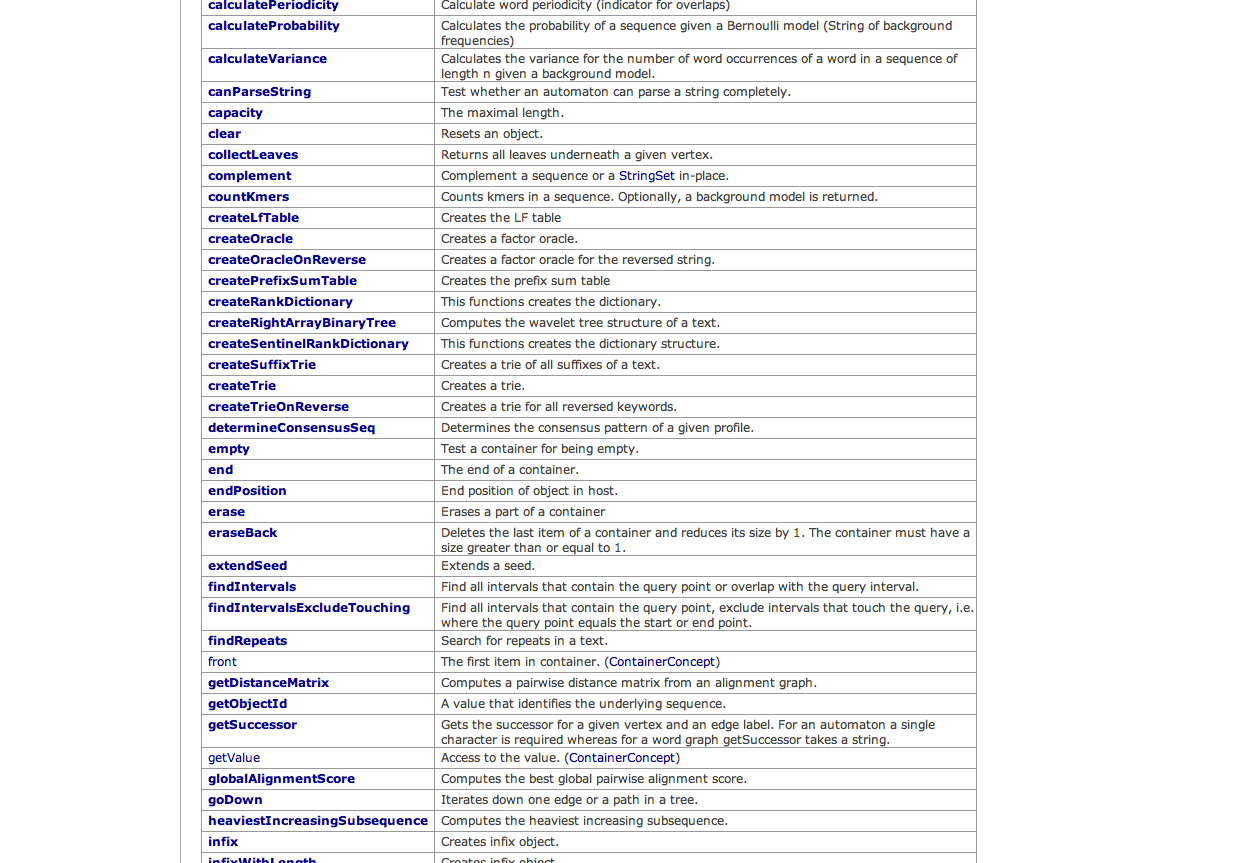 calculatePeriodicity Calculate word periodicity (indicator for overlaps)
calculateProbability Calculates the probability of a sequence given a Bernoulli model (String of background
frequencies)
calculateVariance Calculates the variance for the number of word occurrences of a word in a sequence of
length n given a background model.
canParseString Test whether an automaton can parse a string completely.
capacity The maximal length.
clear Resets an object.
collectLeaves Returns all leaves underneath a given vertex.
complement Complement a sequence or a StringSet in-place.
countKmers Counts kmers in a sequence. Optionally, a background model is returned.
createLfTable Creates the LF table
createOracle Creates a factor oracle.
createOracleOnReverse Creates a factor oracle for the reversed string.
createPrefixSumTable Creates the prefix sum table
createRankDictionary This functions creates the dictionary.
createRightArrayBinaryTree Computes the wavelet tree structure of a text.
createSentinelRankDictionary This functions creates the dictionary structure.
createSuffixTrie Creates a trie of all suffixes of a text.
createTrie Creates a trie.
createTrieOnReverse Creates a trie for all reversed keywords.
determineConsensusSeq Determines the consensus pattern of a given profile.
empty Test a container for being empty.
end The end of a container.
endPosition End position of object in host.
erase Erases a part of a container
eraseBack Deletes the last item of a container and reduces its size by 1. The container must have a
size greater than or equal to 1.
extendSeed Extends a seed.
findIntervals Find all intervals that contain the query point or overlap with the query interval.
findIntervalsExcludeTouching Find all intervals that contain the query point, exclude intervals that touch the query, i.e.
where the query point equals the start or end point.
findRepeats Search for repeats in a text.
front The first item in container. (ContainerConcept)
getDistanceMatrix Computes a pairwise distance matrix from an alignment graph.
getObjectId A value that identifies the underlying sequence.
getSuccessor Gets the successor for a given vertex and an edge label. For an automaton a single
character is required whereas for a word graph getSuccessor takes a string.
getValue Access to the value. (ContainerConcept)
globalAlignmentScore Computes the best global pairwise alignment score.
goDown Iterates down one edge or a path in a tree.
heaviestIncreasingSubsequence Computes the heaviest increasing subsequence.
infix Creates infix object.
infixWithLength Creates infix object.